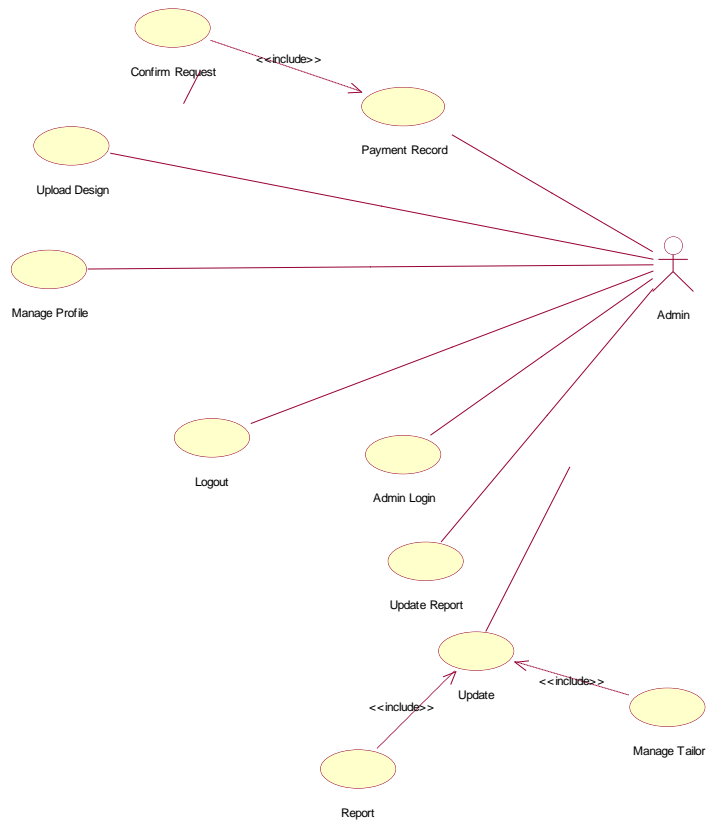 <<include>>
Confirm Request
Payment Record
Upload Design
Manage Profile
Admin
Logout
Admin Login
Update Report
<<include>>
Update
<<include>>
Manage Tailor
Report